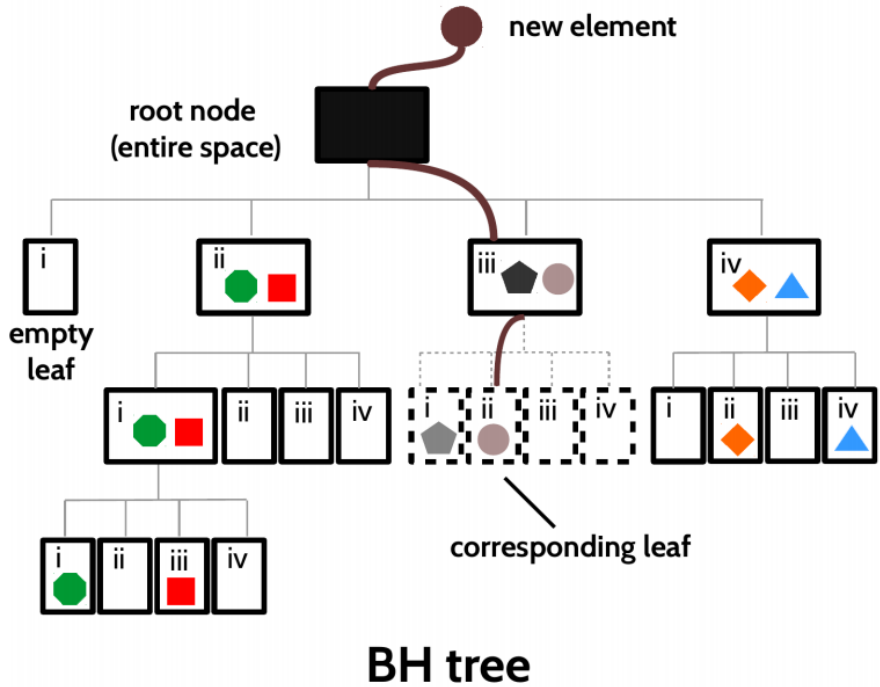 new element
root node
(entire space)
i
ii
iii
iv
empty
leaf
i
ii
iii
iv
i
ii
iii
iv
i
ii
iii
iv
corresponding leaf
i
ii
iii
iv
BH tree